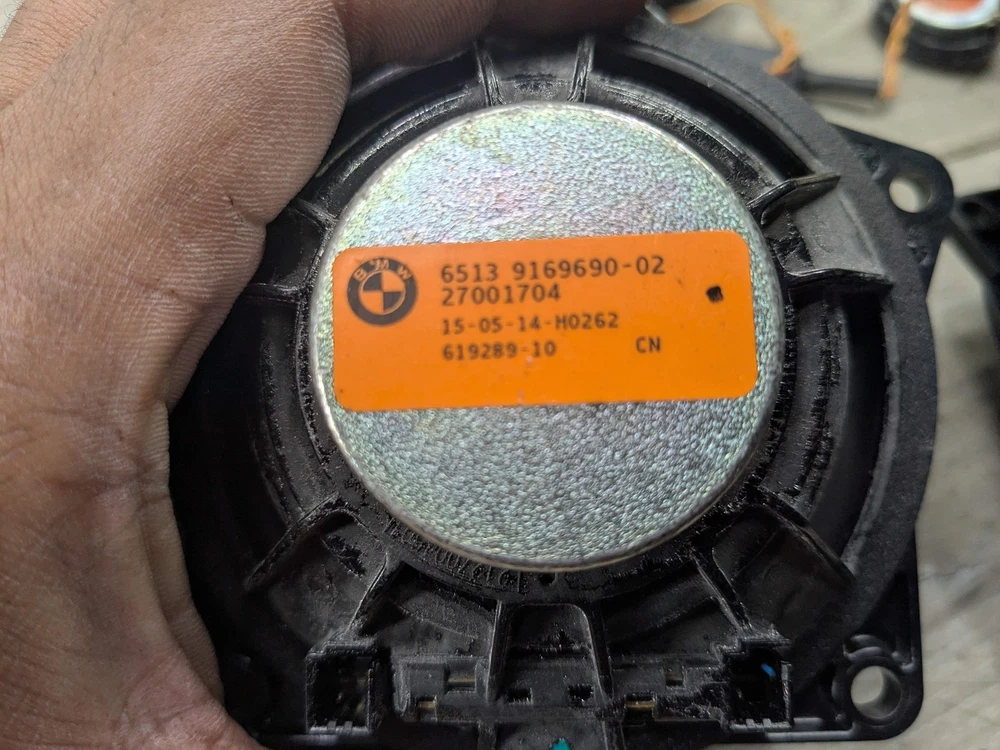 BMW
6513 9169690-02
27001704
15-05-14-H0262
619289-10 CN